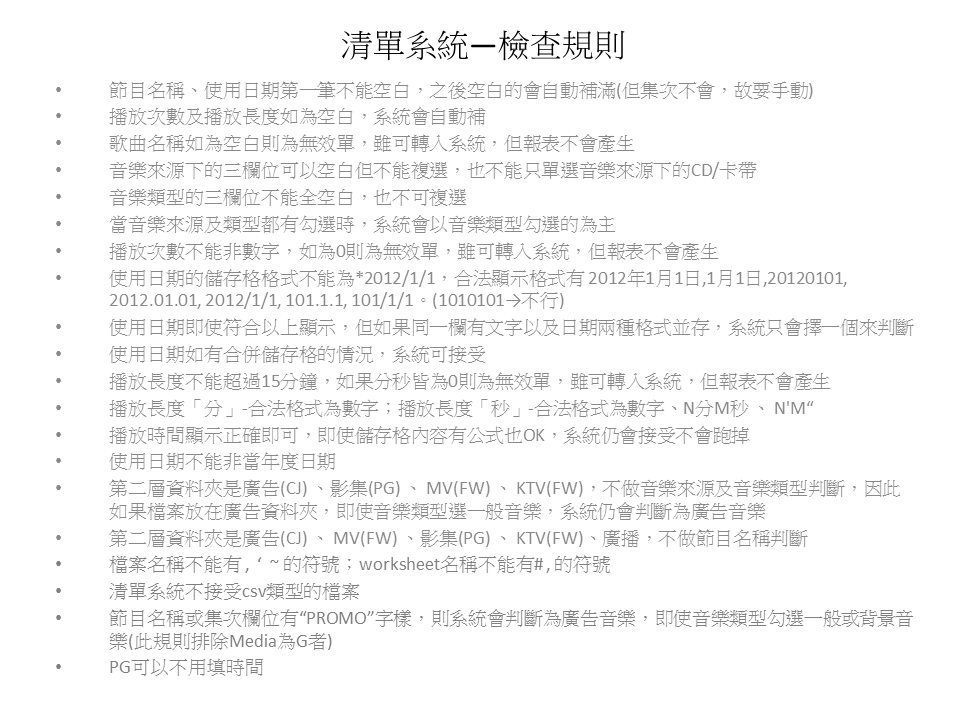 清單系統—檢查規則
• 節目名稱、使用日期第一筆不能空白，之後空白的會自動補滿(但集次不會，故要手動)
• 播放次數及播放長度如為空白，系統會自動補
• 歌曲名稱如為空白則為無效單，雖可轉入系統，但報表不會產生
• 音樂來源下的三欄位可以空白但不能複選，也不能只單選音樂來源下的CD/卡帶
• 音樂類型的三欄位不能全空白，也不可複選
• 當音樂來源及類型都有勾選時，系統會以音樂類型勾選的為主
• 播放次數不能非數字，如為0則為無效單，雖可轉入系統，但報表不會產生
• 使用日期的儲存格格式不能為*2012/1/1，合法顯示格式有 2012年1月1日,1月1日,20120101,
2012.01.01, 2012/1/1, 101.1.1, 101/1/1。(1010101→不行)
• 使用日期即使符合以上顯示，但如果同一欄有文字以及日期兩種格式並存，系統只會擇一個來判斷
• 使用日期如有合併儲存格的情況，系統可接受
• 播放長度不能超過15分鐘，如果分秒皆為0則為無效單，雖可轉入系統，但報表不會產生
• 播放長度「分」-合法格式為數字；播放長度「秒」-合法格式為數字、N分M秒 、 N'M“
• 播放時間顯示正確即可，即使儲存格內容有公式也OK，系統仍會接受不會跑掉
• 使用日期不能非當年度日期
• 第二層資料夾是廣告(CJ) 、影集(PG) 、 MV(FW) 、 KTV(FW)，不做音樂來源及音樂類型判斷，因此
如果檔案放在廣告資料夾，即使音樂類型選一般音樂，系統仍會判斷為廣告音樂
• 第二層資料夾是廣告(CJ) 、 MV(FW) 、影集(PG) 、 KTV(FW)、廣播，不做節目名稱判斷
• 檔案名稱不能有 , ‘ ~ 的符號；worksheet名稱不能有# , 的符號
• 清單系統不接受csv類型的檔案
• 節目名稱或集次欄位有“PROMO”字樣，則系統會判斷為廣告音樂，即使音樂類型勾選一般或背景音
樂(此規則排除Media為G者)
• PG可以不用填時間